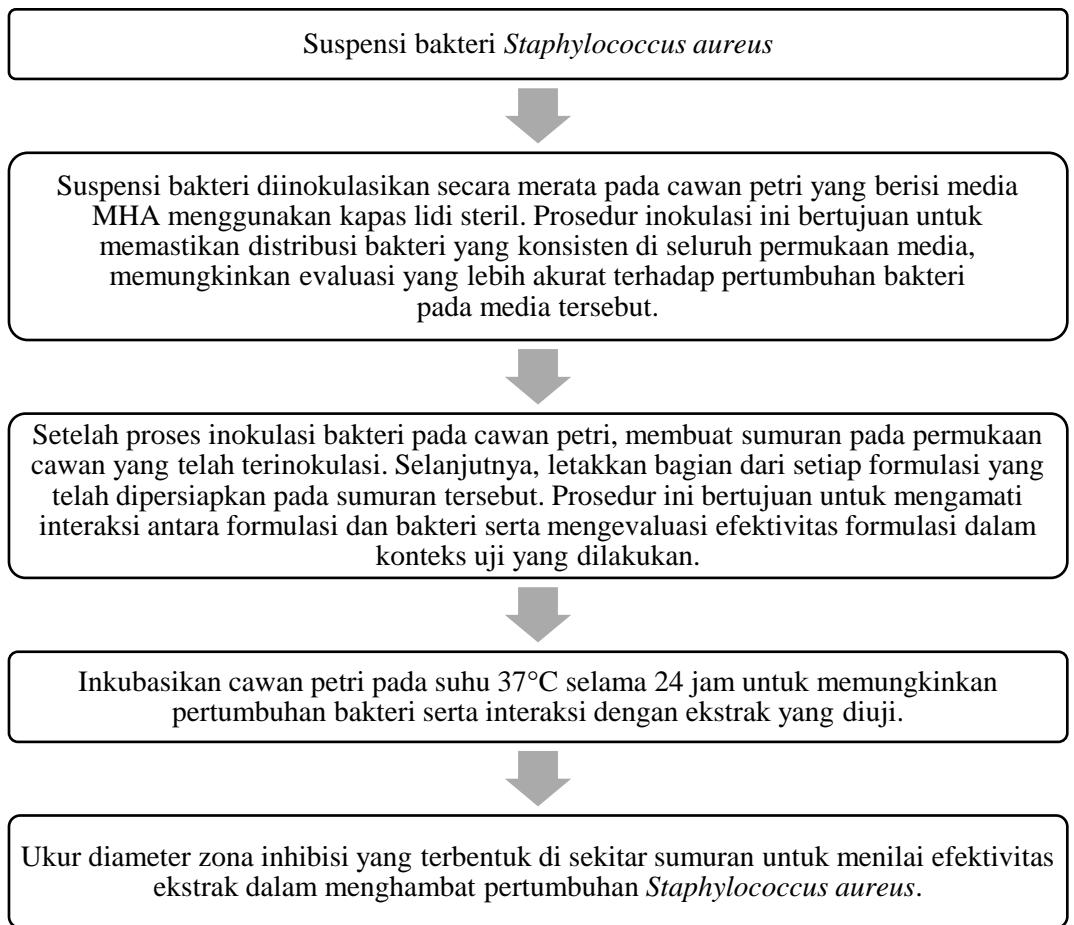 Suspensi bakteri Staphylococcus aureus
Suspensi bakteri diinokulasikan secara merata pada cawan petri yang berisi media
MHA menggunakan kapas lidi steril. Prosedur inokulasi ini bertujuan untuk
memastikan distribusi bakteri yang konsisten di seluruh permukaan media,
memungkinkan evaluasi yang lebih akurat terhadap pertumbuhan bakteri
pada media tersebut.
Setelah proses inokulasi bakteri pada cawan petri, membuat sumuran pada permukaan
cawan yang telah terinokulasi. Selanjutnya, letakkan bagian dari setiap formulasi yang
telah dipersiapkan pada sumuran tersebut. Prosedur ini bertujuan untuk mengamati
interaksi antara formulasi dan bakteri serta mengevaluasi efektivitas formulasi dalam
konteks uji yang dilakukan.
Inkubasikan cawan petri pada suhu 37°C selama 24 jam untuk memungkinkan
pertumbuhan bakteri serta interaksi dengan ekstrak yang diuji.
Ukur diameter zona inhibisi yang terbentuk di sekitar sumuran untuk menilai efektivitas
ekstrak dalam menghambat pertumbuhan Staphylococcus aureus.